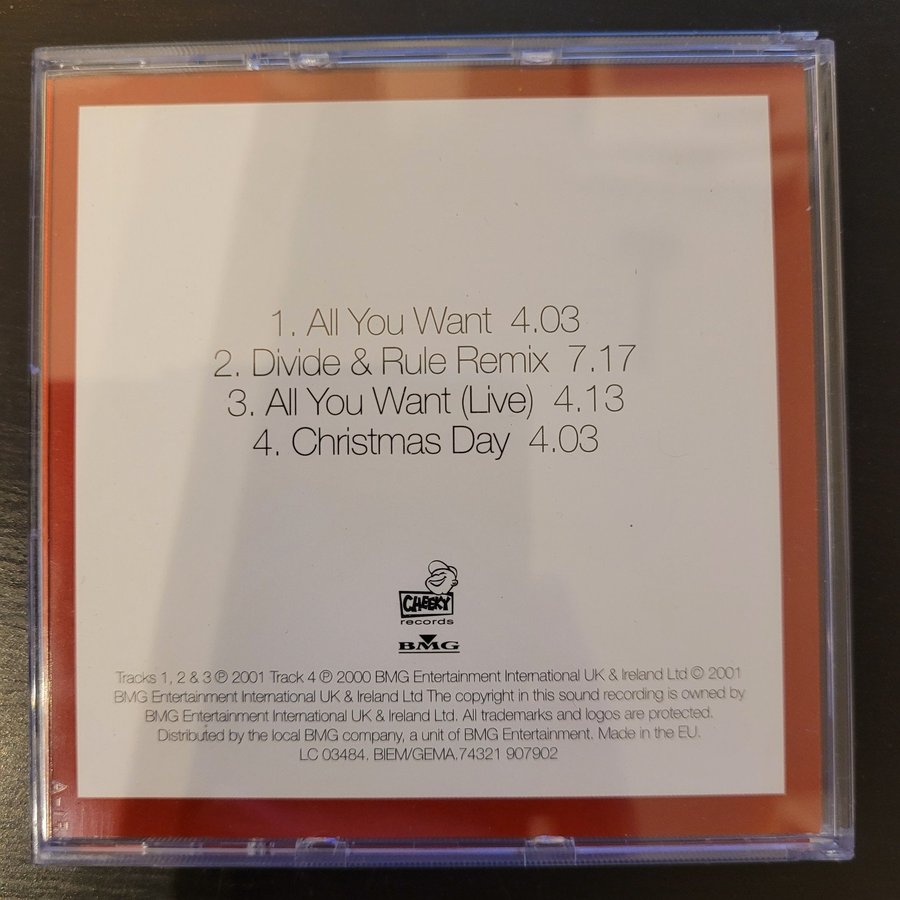 1. All You Want 4.03
2. Divide & Rule Remix 7.17
3. All You Want (Live) 4.13
4. Christmas Day 4.03
CHEEKY
records
BMG
Tracks 1, 2 & 3 ℗ 2001 Track 4 ℗ 2000 BMG Entertainment International UK & Ireland Ltd © 2001
BMG Entertainment International UK & Ireland Ltd The copyright in this sound recording is owned by
BMG Entertainment International UK & Ireland Ltd. All trademarks and logos are protected.
Distributed by the local BMG company, a unit of BMG Entertainment. Made in the EU.
LC 03484. BIEM/GEMA.74321 907902